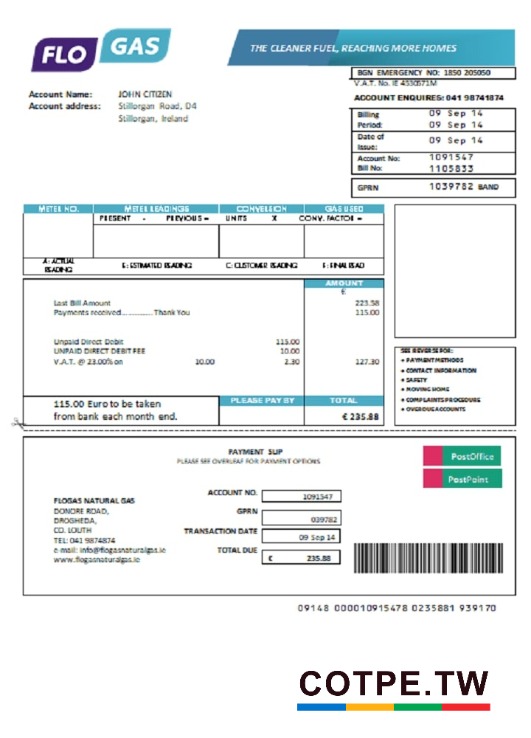 FLO GAS
THE CLEANER FUEL, REACHING MORE HOMES
BGN EMERGENCY NO: 1850 205050
V.A.T. No. IE 4530571M
ACCOUNT ENQUIRES: 041 98741874
Account Name: JOHN CITIZEN
Account address: Stillorgan Road, D4
Stillorgan, Ireland
Billing 09 Sep 14
Period: 09 Sep 14
Date of
Issue: 09 Sep 14
Account No: 1091547
Bill No: 1105833
GPRN 1039782 BAND
METER NO. METER READINGS CONVERSION GAS USED
PRESENT - PREVIOUS = UNITS X CONV. FACTOR =
A: ACTUAL
READING E: ESTIMATED READING C: CUSTOMER READING F: FINAL READ
AMOUNT
€
Last Bill Amount 223.58
Payments received.............. Thank You 115.00
Unpaid Direct Debit 115.00
UNPAID DIRECT DEBIT FEE 10.00
V.A.T. @ 23.00% on 10.00 2.30 127.30
SEE REVERSE FOR:
• PAYMENT METHODS
• CONTACT INFORMATION
• SAFETY
• MOVING HOME
• COMPLAINTS PROCEDURE
• OVERDUE ACCOUNTS
115.00 Euro to be taken
from bank each month end.
PLEASE PAY BY TOTAL
€ 235.88
PAYMENT SLIP
PLEASE SEE OVERLEAF FOR PAYMENT OPTIONS
PostOffice
PostPoint
FLOGAS NATURAL GAS
DONORE ROAD,
DROGHEDA,
CO. LOUTH
TEL: 041 9874874
e-mail: info@flogasnaturalgas.ie
www.flogasnaturalgas.ie
ACCOUNT NO. 1091547
GPRN 039782
TRANSACTION DATE 09 Sep 14
TOTAL DUE € 235.88
09148 000010915478 0235881 939170
COTPE.TW